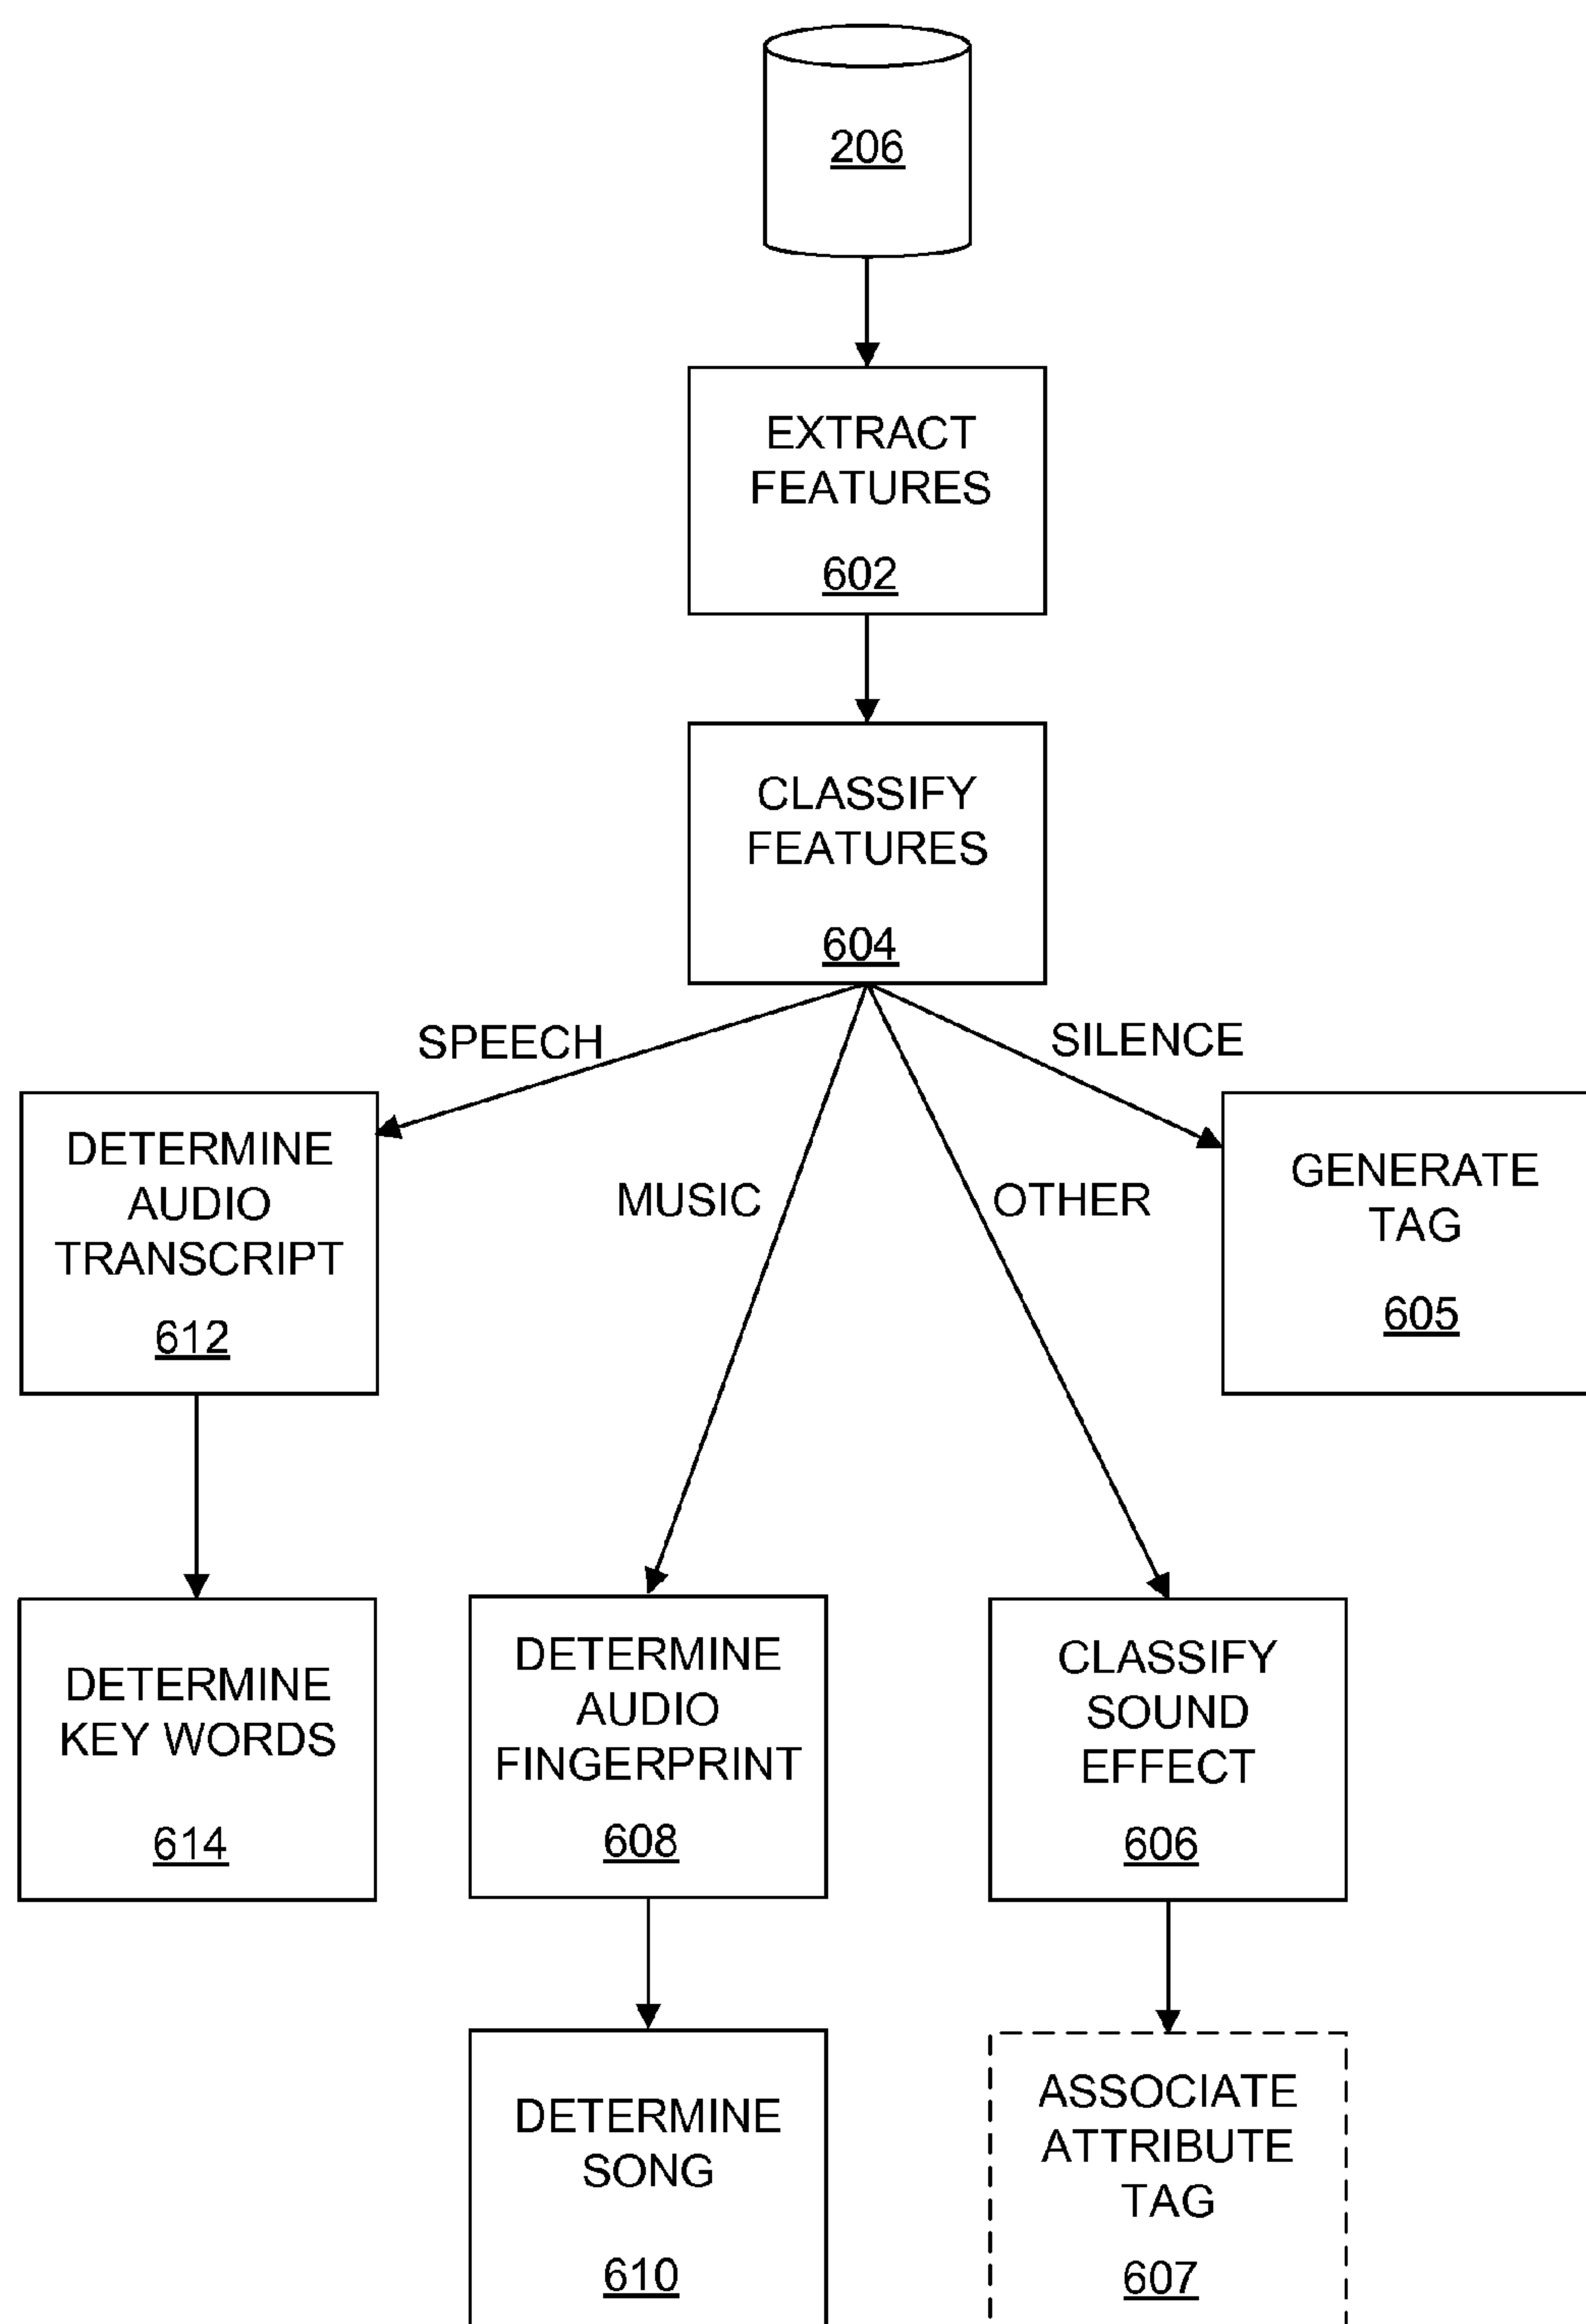 206
EXTRACT
FEATURES
602
CLASSIFY
FEATURES
604
SPEECH
SILENCE
MUSIC
OTHER
DETERMINE
AUDIO
TRANSCRIPT
612
GENERATE
TAG
605
DETERMINE
KEY WORDS
614
DETERMINE
AUDIO
FINGERPRINT
608
CLASSIFY
SOUND
EFFECT
606
DETERMINE
SONG
610
ASSOCIATE
ATTRIBUTE
TAG
607